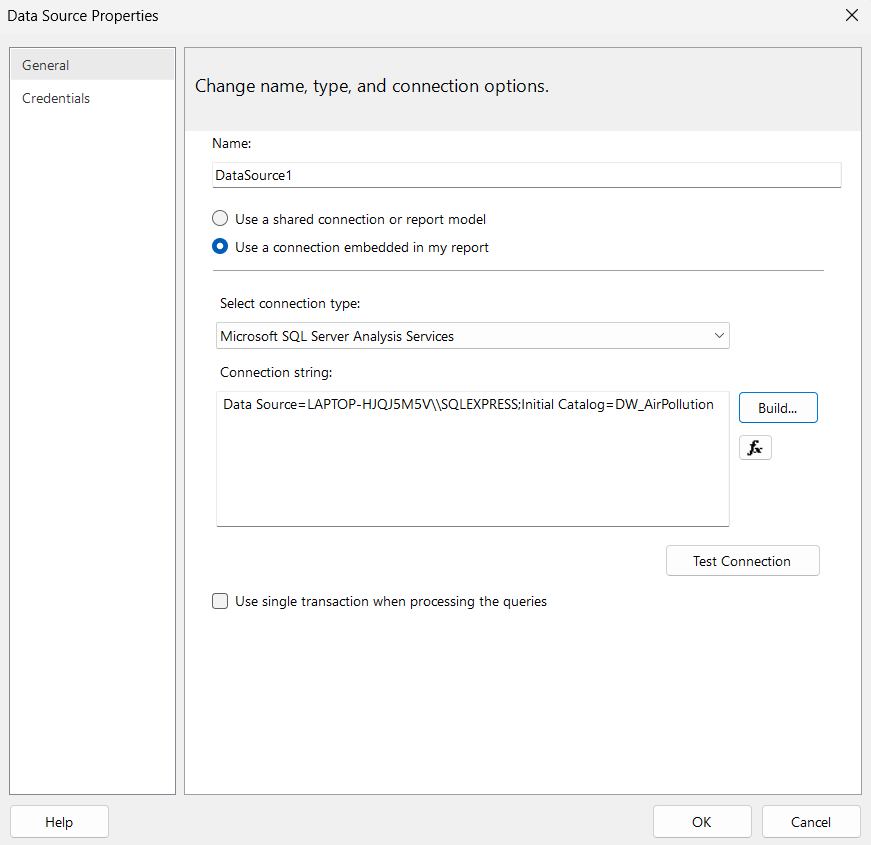 Data Source Properties
General
Credentials
Change name, type, and connection options.
Name:
DataSource1
Use a shared connection or report model
Use a connection embedded in my report
Select connection type:
Microsoft SQL Server Analysis Services
Connection string:
Data Source=LAPTOP-HJQJ5M5V\\SQLEXPRESS;Initial Catalog=DW_AirPollution
Build...
fx
Test Connection
Use single transaction when processing the queries
Help
OK
Cancel